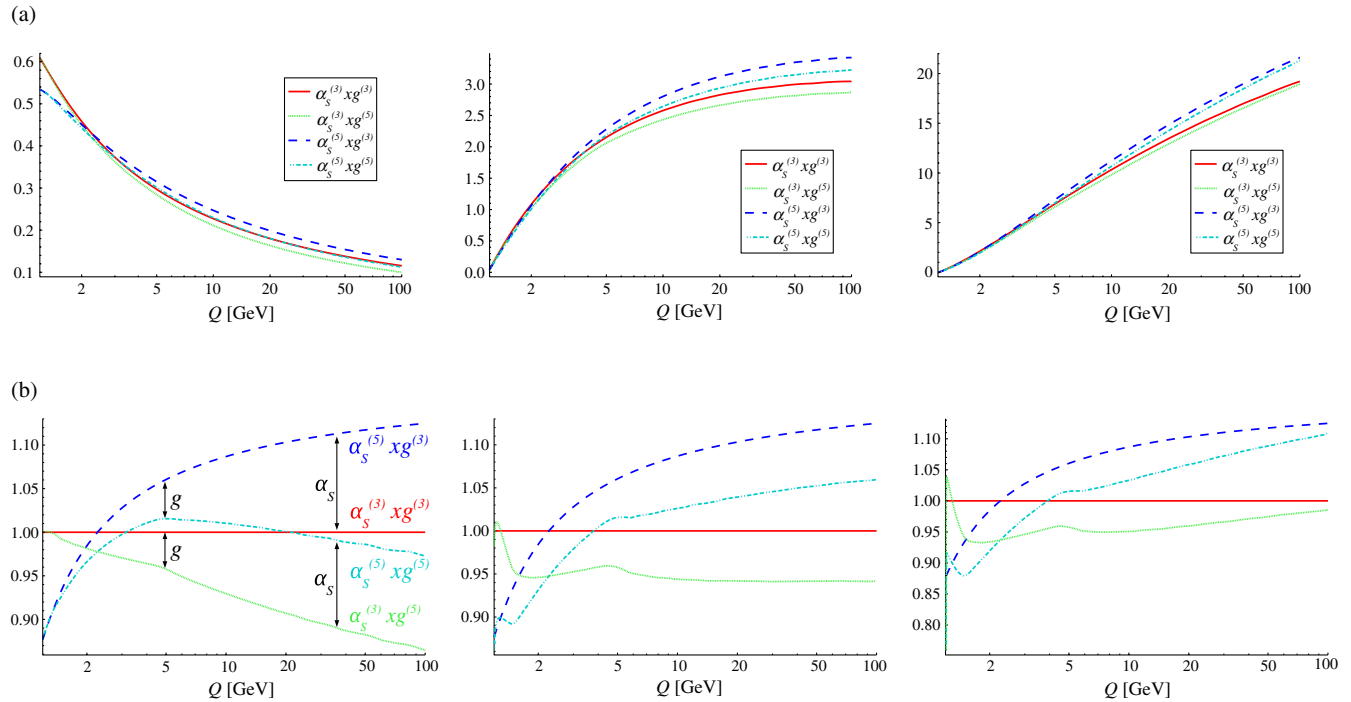 (a)
0.6
0.5
0.4
0.3
0.2
0.1
2 5 10 20 50 100
Q [GeV]
α_S^(3) xg^(3)
α_S^(3) xg^(5)
α_S^(5) xg^(3)
α_S^(5) xg^(5)
3.0
2.5
2.0
1.5
1.0
0.5
0.0
2 5 10 20 50 100
Q [GeV]
α_S^(3) xg^(3)
α_S^(3) xg^(5)
α_S^(5) xg^(3)
α_S^(5) xg^(5)
20
15
10
5
0
2 5 10 20 50 100
Q [GeV]
α_S^(3) xg^(3)
α_S^(3) xg^(5)
α_S^(5) xg^(3)
α_S^(5) xg^(5)
(b)
1.10
1.05
1.00
0.95
0.90
2 5 10 20 50 100
Q [GeV]
g
g
α_S
α_S
α_S^(5) xg^(3)
α_S^(3) xg^(3)
α_S^(5) xg^(5)
α_S^(3) xg^(5)
1.10
1.05
1.00
0.95
0.90
2 5 10 20 50 100
Q [GeV]
1.10
1.05
1.00
0.95
0.90
0.85
0.80
2 5 10 20 50 100
Q [GeV]